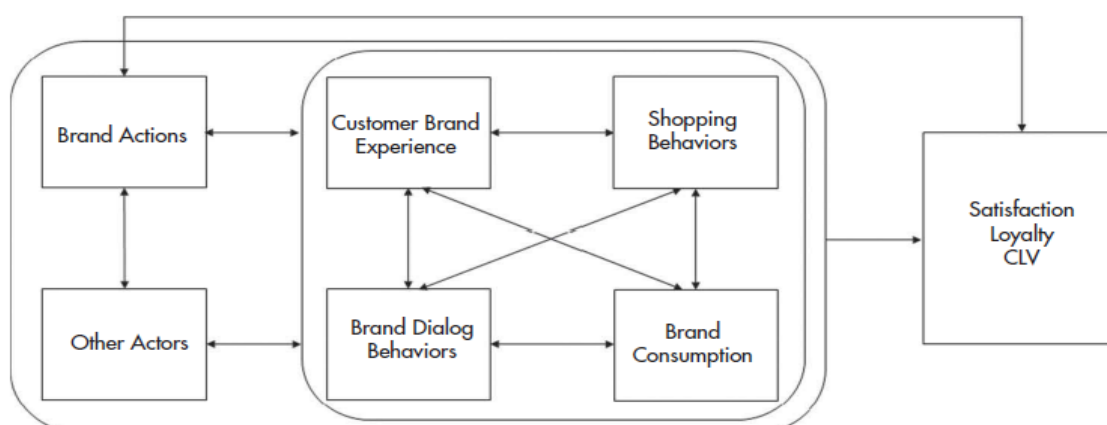 Brand Actions
Customer Brand
Experience
Shopping
Behaviors
Satisfaction
Loyalty
CLV
Other Actors
Brand Dialog
Behaviors
Brand
Consumption